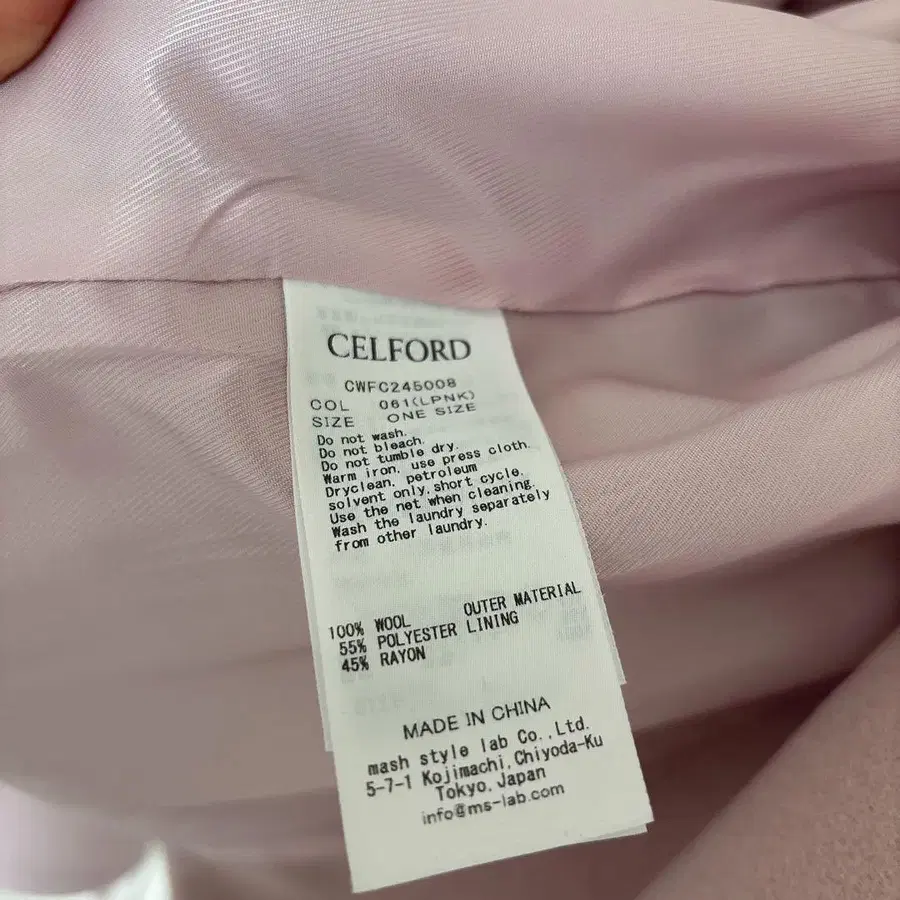 CELFORD
CWFC245008
COL 061(LPNK)
SIZE ONE SIZE
Do not wash.
Do not bleach.
Do not tumble dry.
Warm iron. use press cloth.
Dryclean. petroleum
solvent only, short cycle.
Use the net when cleaning.
Wash the laundry separately
from other laundry.
100% WOOL OUTER MATERIAL
55% POLYESTER LINING
45% RAYON
MADE IN CHINA
mash style lab Co.,Ltd.
5-7-1 Kojimachi,Chiyoda-Ku
Tokyo, Japan
info@ms-lab.com